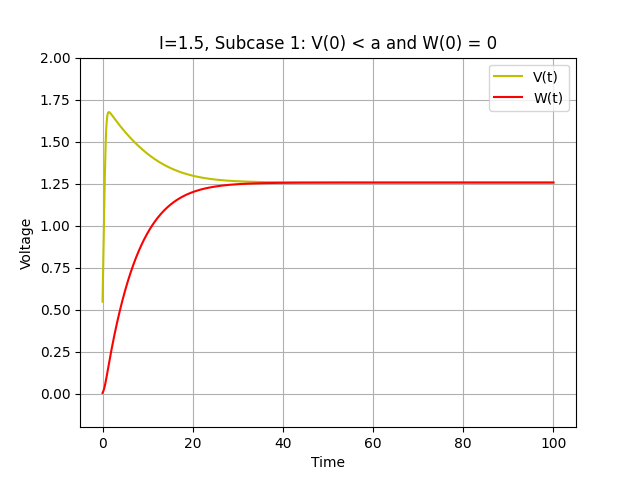 I=1.5, Subcase 1: V(0) < a and W(0) = 0
2.00
1.75
1.50
1.25
1.00
0.75
0.50
0.25
0.00
Voltage
V(t)
W(t)
0 20 40 60 80 100
Time